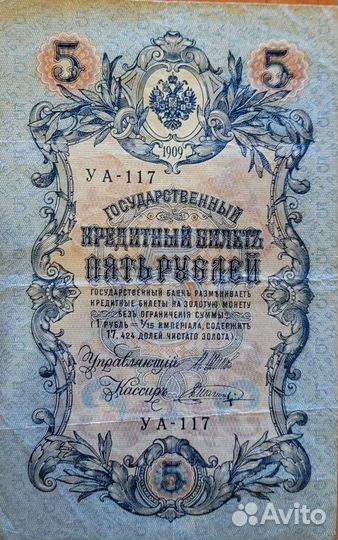 5 5
1909
УА-117
ГОСУДАРСТВЕННЫЙ
КРЕДИТНЫЙ БИЛЕТЪ
ПЯТЬ РУБЛЕЙ
ГОСУДАРСТВЕННЫЙ БАНКЪ РАЗМѢНИВАЕТЪ
КРЕДИТНЫЕ БИЛЕТЫ НА ЗОЛОТУЮ МОНЕТУ
БЕЗЪ ОГРАНИЧЕНІЯ СУММЫ
(1 РУБЛЬ = 1/15 ИМПЕРІАЛА, СОДЕРЖИТЪ
17,424 ДОЛЕЙ ЧИСТАГО ЗОЛОТА)
Управляющій
Кассиръ
УА-117
5
Avito